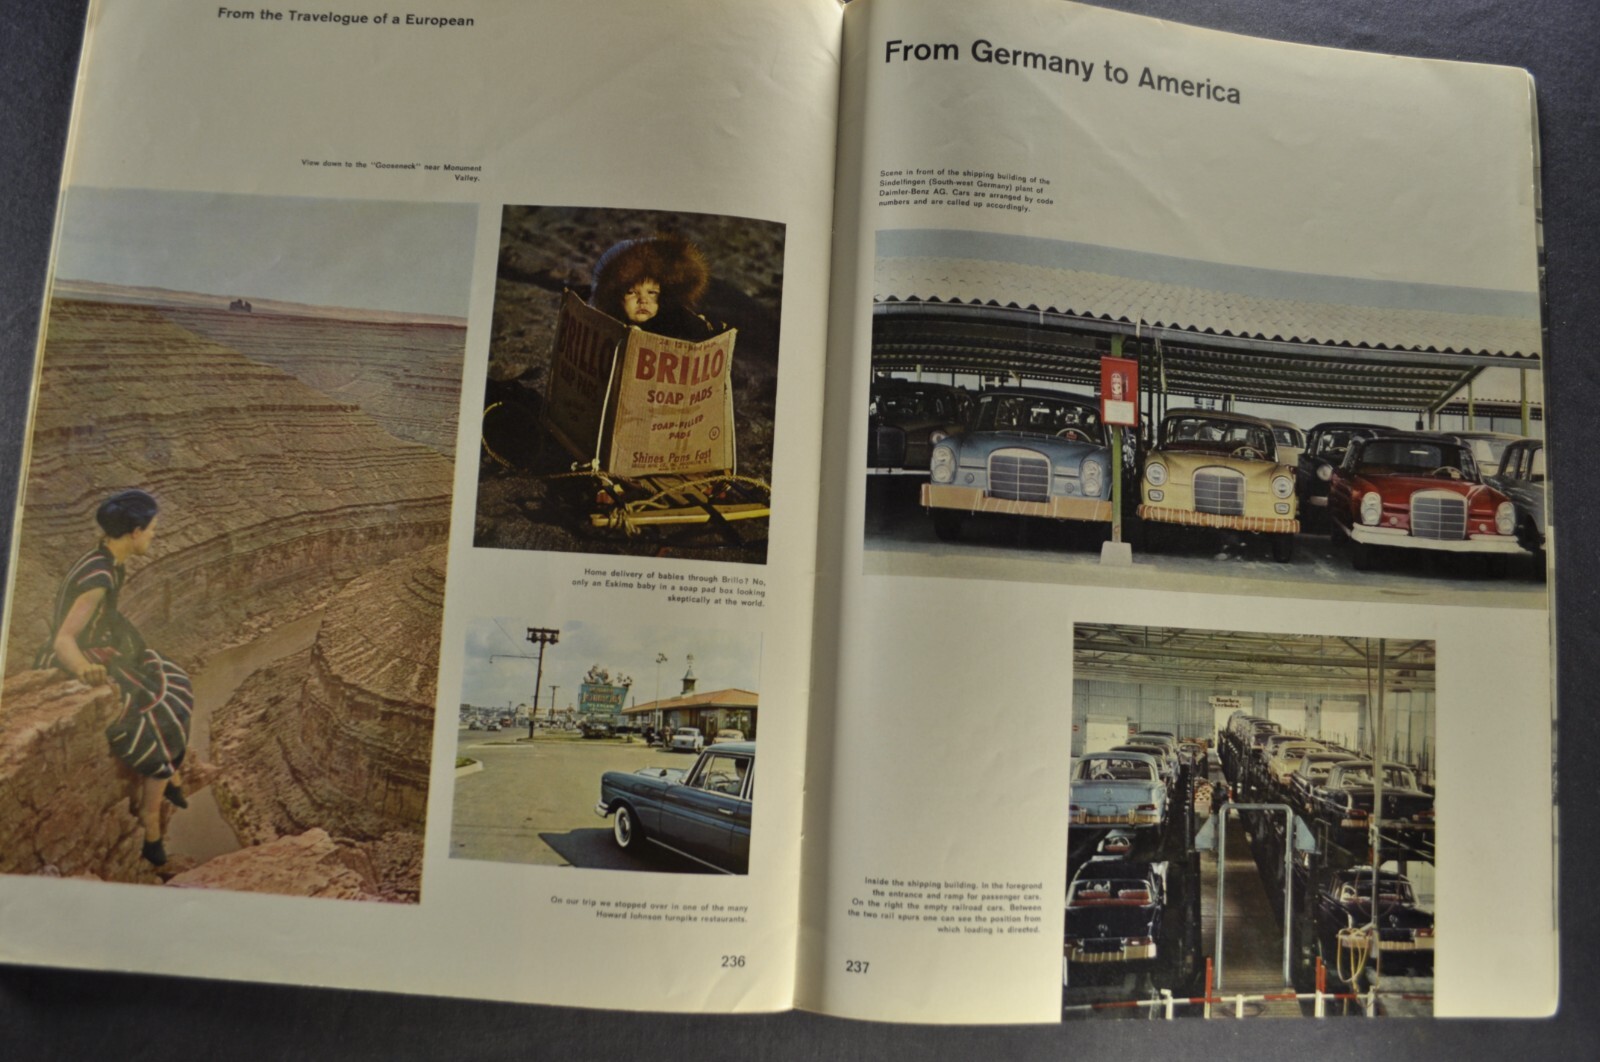 From the Travelogue of a European
View down to the "Gooseneck" near Monument
Valley.
BRILLO
BRILLO
SOAP PADS
SOAP-FILLED
PADS
Shines Pans Fast
Home delivery of babies through Brillo? No,
only an Eskimo baby in a soap pad box looking
skeptically at the world.
On our trip we stopped over in one of the many
Howard Johnson turnpike restaurants.
236
From Germany to America
Scene in front of the shipping building of the
Sindelfingen (South-west Germany) plant of
Daimler-Benz AG. Cars are arranged by code
numbers and are called up accordingly.
Inside the shipping building. In the foregrond
the entrance and ramp for passenger cars.
On the right the empty railroad cars. Between
the two rail spurs one can see the position from
which loading is directed.
237